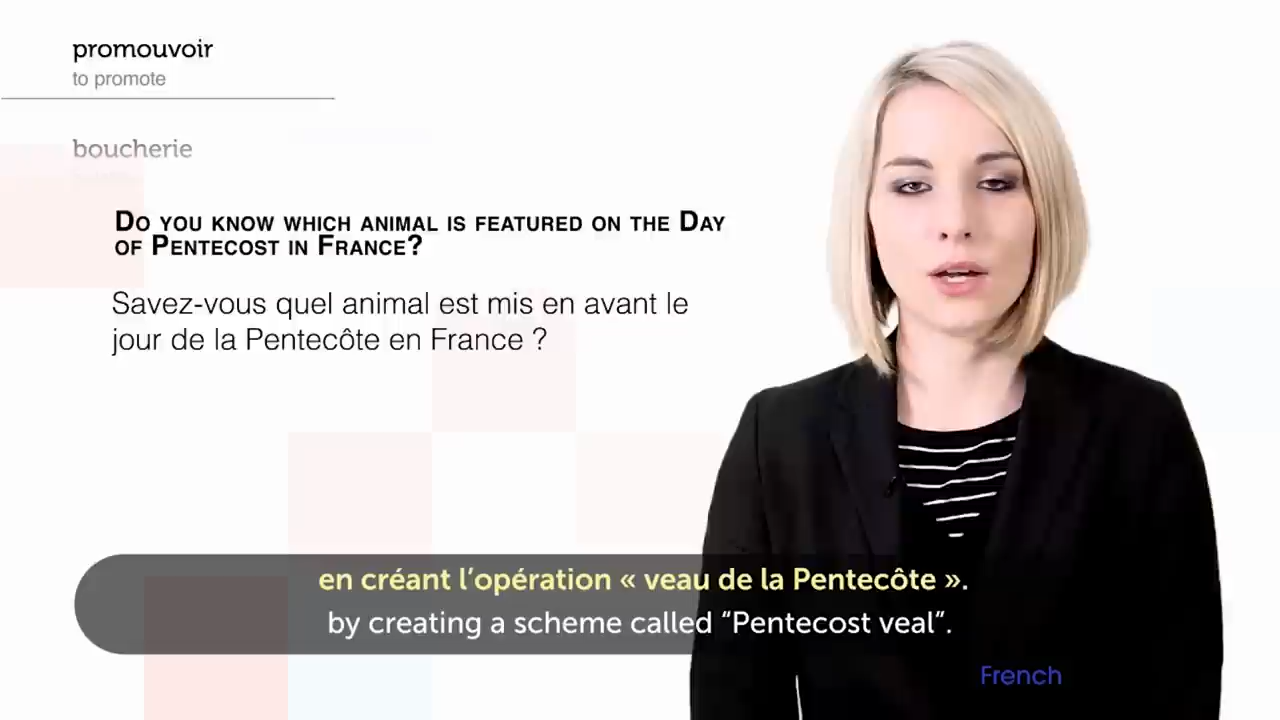 promouvoir
to promote
boucherie
Do you know which animal is featured on the Day
of Pentecost in France?
Savez-vous quel animal est mis en avant le
jour de la Pentecôte en France ?
en créant l’opération « veau de la Pentecôte ».
by creating a scheme called “Pentecost veal”.
French